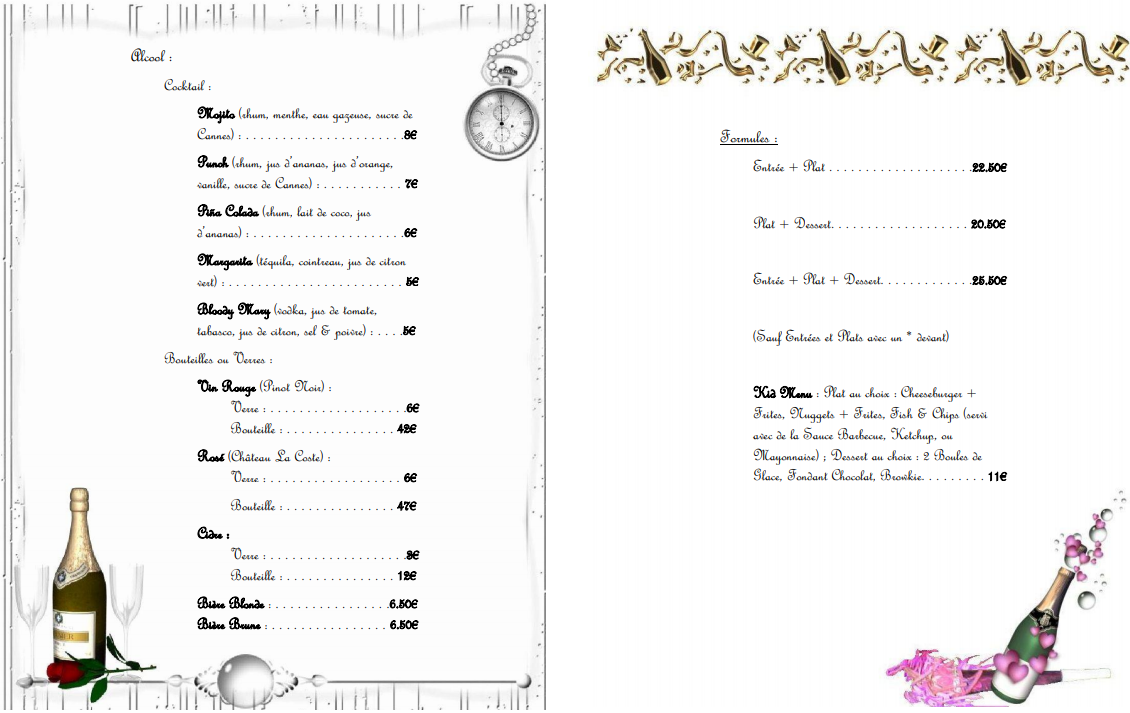 Alcool :
Cocktail :
Mojito (rhum, menthe, eau gazeuse, sucre de
Cannes) : . . . . . . . . . . . . . . . . . . . . . . .8€
Punch (rhum, jus d'ananas, jus d'orange,
vanille, sucre de Cannes) : . . . . . . . . . . . 7€
Piña Colada (rhum, lait de coco, jus
d'ananas) : . . . . . . . . . . . . . . . . . . . . . .6€
Margarita (téquila, cointreau, jus de citron
vert) : . . . . . . . . . . . . . . . . . . . . . . . . . . 5€
Bloody Mary (vodka, jus de tomate,
tabasco, jus de citron, sel & poivre) : . . . .5€
Bouteilles ou Verres :
Vin Rouge (Pinot Noir) :
Verre : . . . . . . . . . . . . . . . . . . . .6€
Bouteille : . . . . . . . . . . . . . . . . 42€
Rosé (Château La Coste) :
Verre : . . . . . . . . . . . . . . . . . . . 6€
Bouteille : . . . . . . . . . . . . . . . . 47€
Cidre :
Verre : . . . . . . . . . . . . . . . . . . . .3€
Bouteille : . . . . . . . . . . . . . . . . 12€
Bière Blonde : . . . . . . . . . . . . . . . . .6.50€
Bière Brune : . . . . . . . . . . . . . . . . . 6.50€
Formules :
Entrée + Plat . . . . . . . . . . . . . . . . . . . . .22.50€
Plat + Dessert. . . . . . . . . . . . . . . . . . . . 20.50€
Entrée + Plat + Dessert. . . . . . . . . . . . .25.50€
(Sauf Entrées et Plats avec un * devant)
Kid Menu : Plat au choix : Cheeseburger +
Frites, Nuggets + Frites, Fish & Chips (servi
avec de la Sauce Barbecue, Ketchup, ou
Mayonnaise) ; Dessert au choix : 2 Boules de
Glace, Fondant Chocolat, Browkie. . . . . . . . . 11€